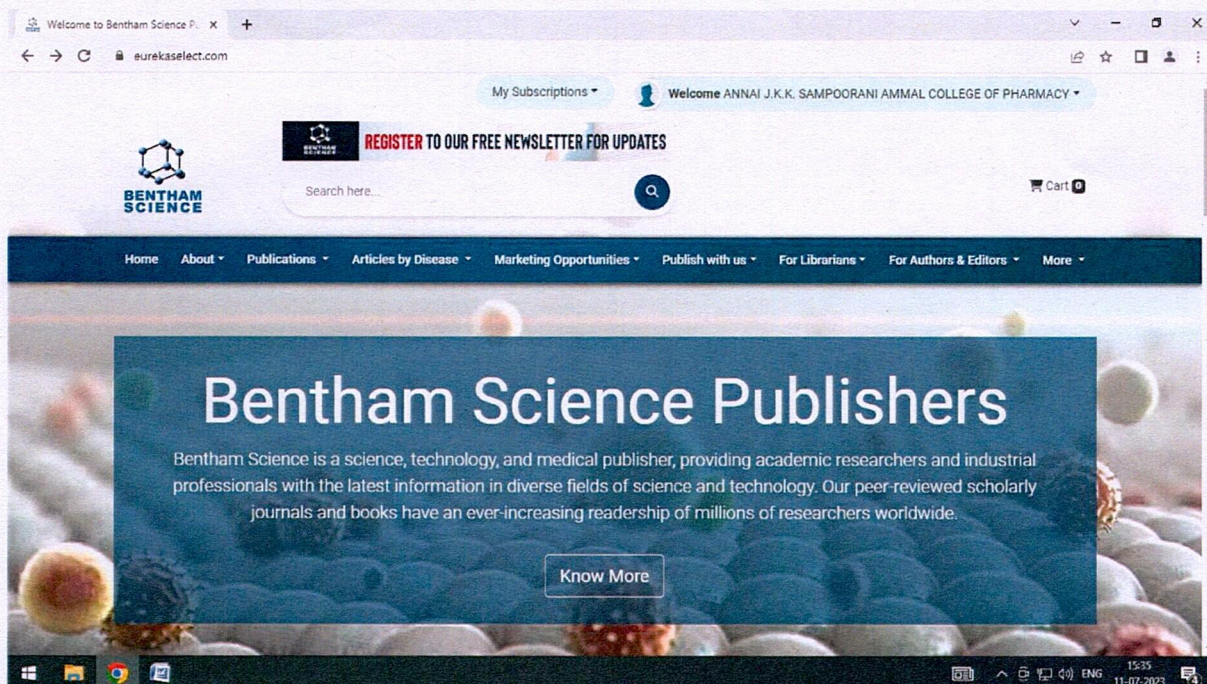 Welcome to Bentham Science P.
eurekaselect.com
My Subscriptions
Welcome ANNAI J.K.K. SAMPOORANI AMMAL COLLEGE OF PHARMACY
BENTHAM SCIENCE
REGISTER TO OUR FREE NEWSLETTER FOR UPDATES
BENTHAM
SCIENCE
Search here...
Cart 0
Home About Publications Articles by Disease Marketing Opportunities Publish with us For Librarians For Authors & Editors More
Bentham Science Publishers
Bentham Science is a science, technology, and medical publisher, providing academic researchers and industrial
professionals with the latest information in diverse fields of science and technology. Our peer-reviewed scholarly
journals and books have an ever-increasing readership of millions of researchers worldwide.
Know More
ENG
15:35
11-07-2023
4